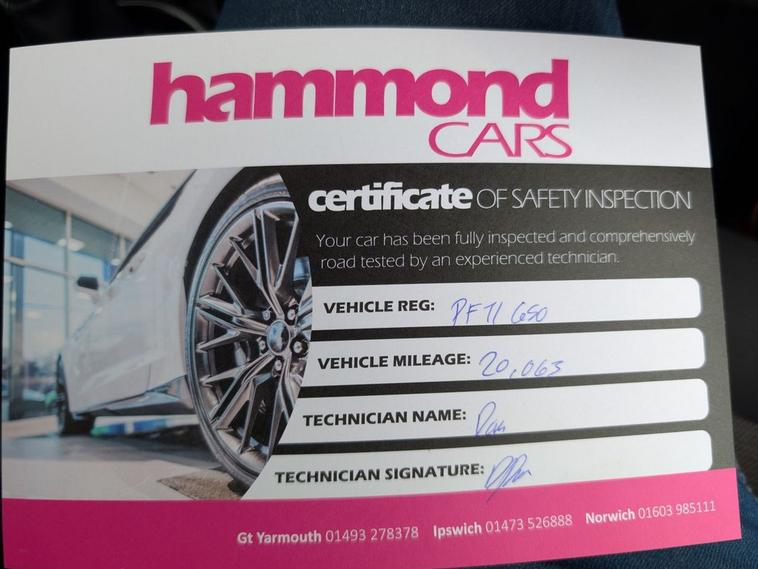 hammond
CARS
certificate OF SAFETY INSPECTION
Your car has been fully inspected and comprehensively
road tested by an experienced technician.
VEHICLE REG:
VEHICLE MILEAGE: 20,063
TECHNICIAN NAME:
TECHNICIAN SIGNATURE:
Gt Yarmouth 01493 278378 Ipswich 01473 526888 Norwich 01603 985111